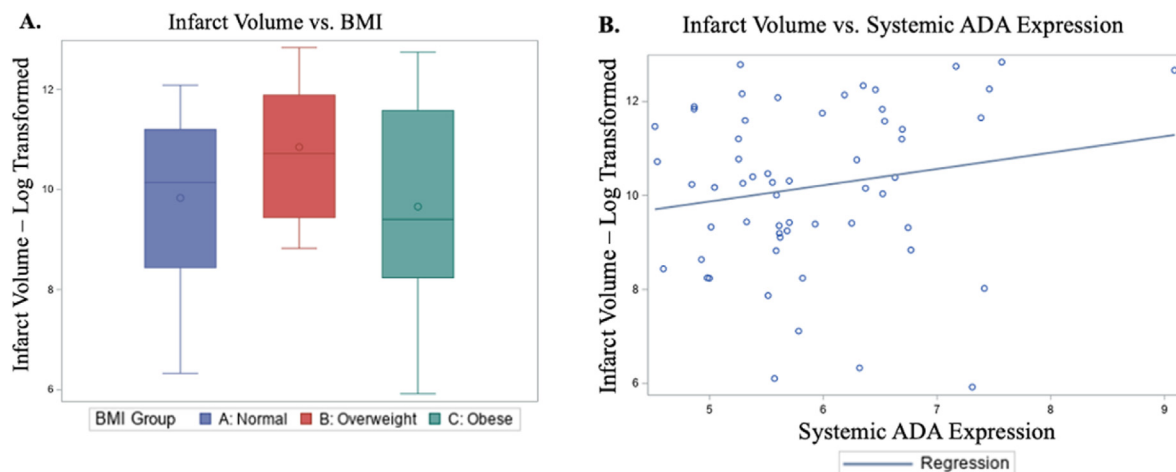 A.
Infarct Volume vs. BMI
Infarct Volume – Log Transformed
12
10
8
6
BMI Group A: Normal B: Overweight C: Obese
B.
Infarct Volume vs. Systemic ADA Expression
Infarct Volume – Log Transformed
12
10
8
6
5 6 7 8 9
Systemic ADA Expression
Regression